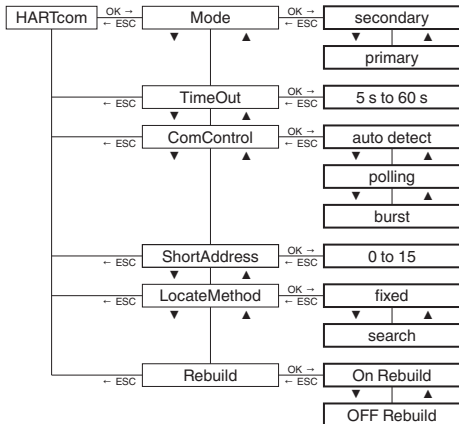 HARTcom OK → Mode OK → secondary
← ESC ← ESC
▼ ▲ ▼ ▲
primary
TimeOut OK → 5 s to 60 s
← ESC ← ESC
▼ ▲
ComControl OK → auto detect
← ESC ← ESC
▼ ▲ ▼ ▲
polling
▼ ▲
burst
ShortAddress OK → 0 to 15
← ESC ← ESC
▼ ▲
LocateMethod OK → fixed
← ESC ← ESC
▼ ▲ ▼ ▲
search
Rebuild OK → On Rebuild
← ESC ← ESC
▼ ▲
OFF Rebuild